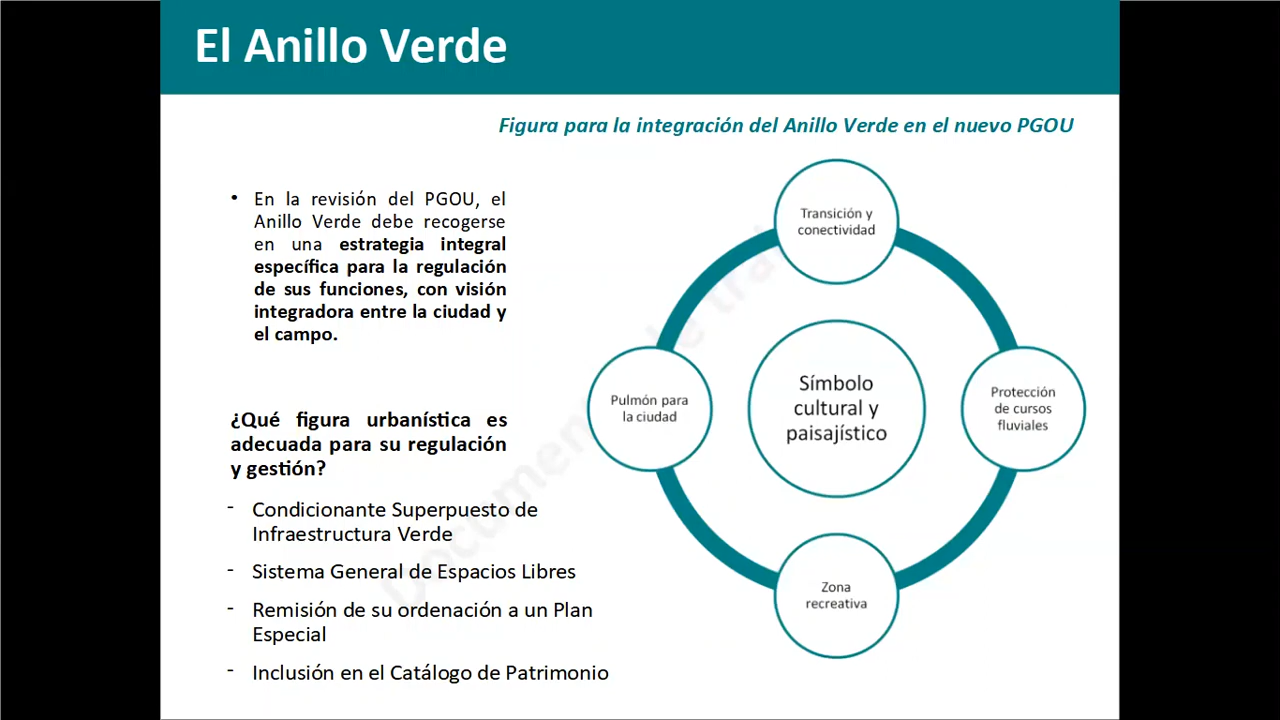 El Anillo Verde
Figura para la integración del Anillo Verde en el nuevo PGOU
• En la revisión del PGOU, el
Anillo Verde debe recogerse
en una estrategia integral
específica para la regulación
de sus funciones, con visión
integradora entre la ciudad y
el campo.
¿Qué figura urbanística es
adecuada para su regulación
y gestión?
- Condicionante Superpuesto de
Infraestructura Verde
- Sistema General de Espacios Libres
- Remisión de su ordenación a un Plan
Especial
- Inclusión en el Catálogo de Patrimonio
Transición y
conectividad
Pulmón para
la ciudad
Símbolo
cultural y
paisajístico
Protección
de cursos
fluviales
Zona
recreativa